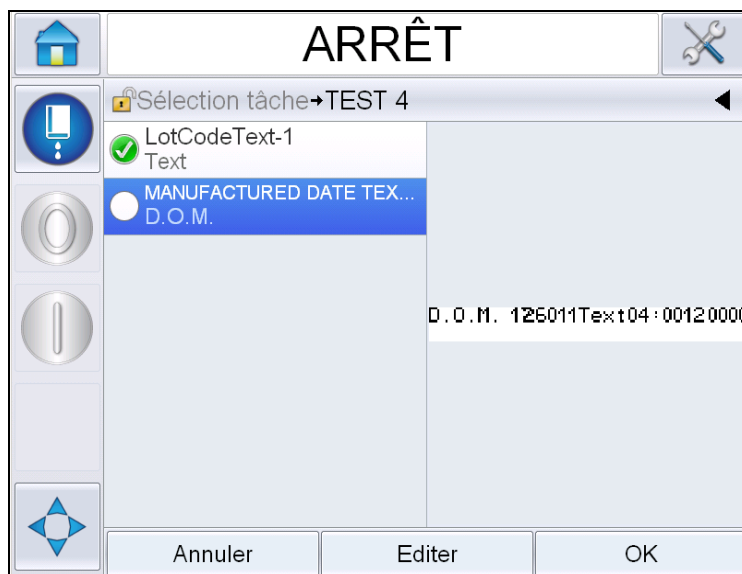 ARRÊT
Sélection tâche→TEST 4
LotCodeText-1
Text
MANUFACTURED DATE TEX...
D.O.M.
D.O.M. 126011Text04:0012000
Annuler
Editer
OK